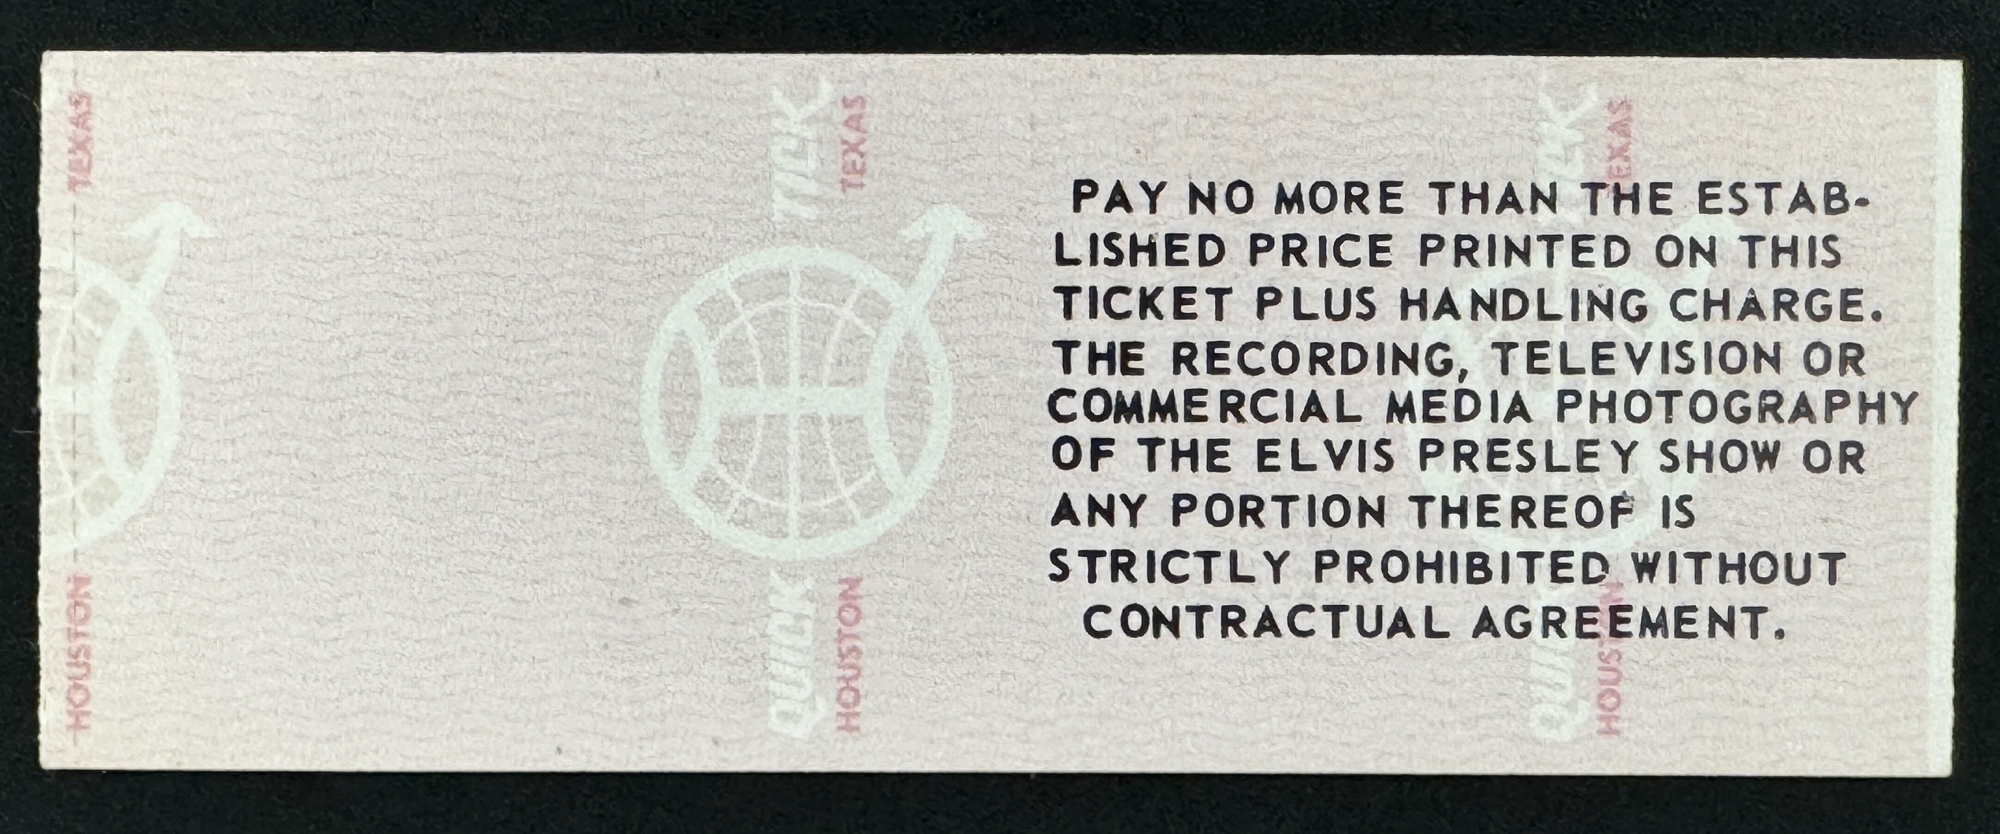 TEXAS
HOUSTON
QUICK TICK
HOUSTON TEXAS
PAY NO MORE THAN THE ESTAB-
LISHED PRICE PRINTED ON THIS
TICKET PLUS HANDLING CHARGE.
THE RECORDING, TELEVISION OR
COMMERCIAL MEDIA PHOTOGRAPHY
OF THE ELVIS PRESLEY SHOW OR
ANY PORTION THEREOF IS
STRICTLY PROHIBITED WITHOUT
CONTRACTUAL AGREEMENT.
QUICK TICK
HOUSTON TEXAS